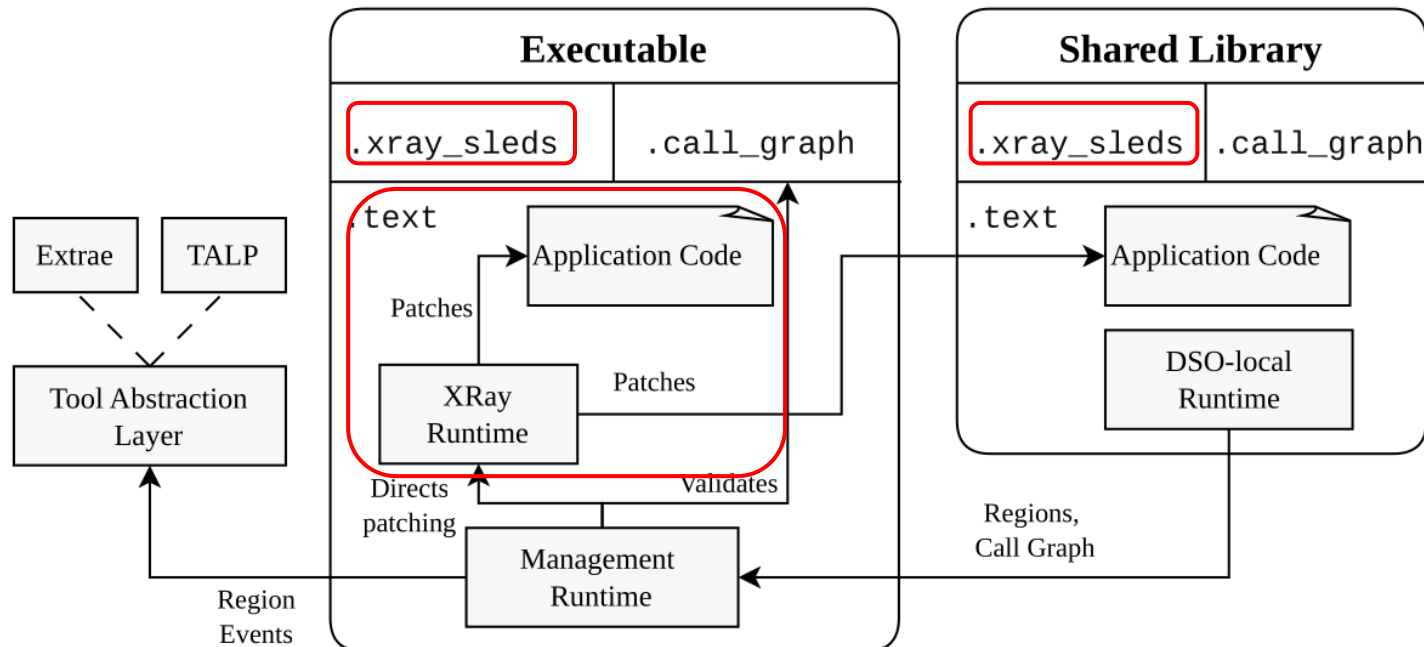 Executable
Shared Library
.xray_sleds
.call_graph
.xray_sleds
.call_graph
.text
.text
Extrae
TALP
Application Code
Application Code
Patches
Tool Abstraction
Layer
XRay
Runtime
Patches
DSO-local
Runtime
Directs
patching
Validates
Regions,
Call Graph
Management
Runtime
Region
Events